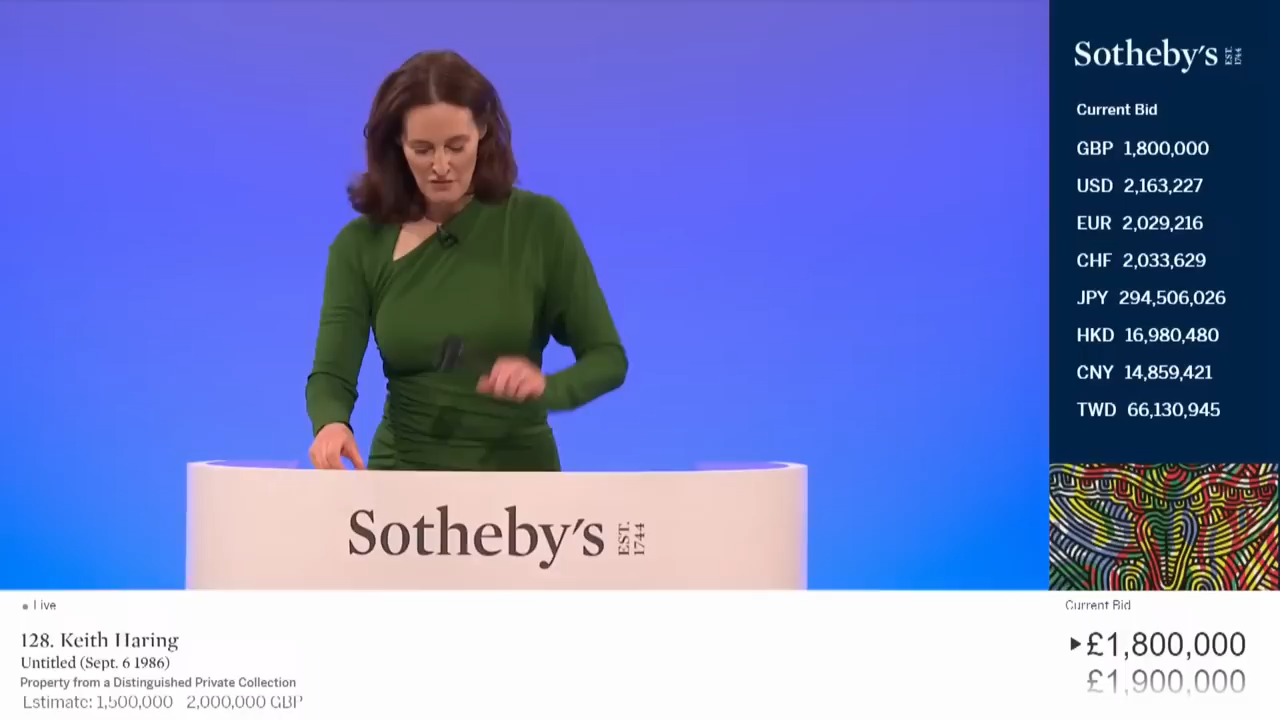 Sotheby's EST. 1744
Current Bid
GBP 1,800,000
USD 2,163,227
EUR 2,029,216
CHF 2,033,629
JPY 294,506,026
HKD 16,980,480
CNY 14,859,421
TWD 66,130,945
Sotheby's EST. 1744
Live
128. Keith Haring
Untitled (Sept. 6 1986)
Property from a Distinguished Private Collection
Estimate: 1,500,000 2,000,000 GBP
Current Bid
£1,800,000
£1,900,000